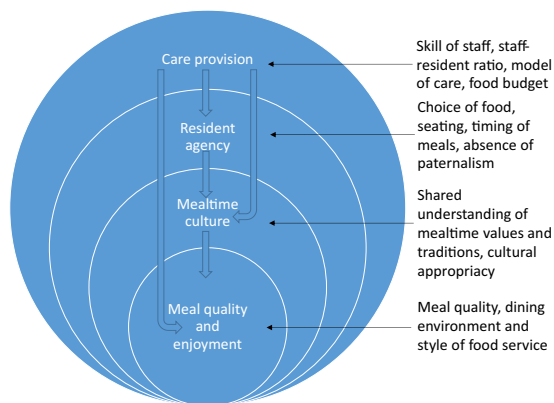 Care provision
Skill of staff, staff-
resident ratio, model
of care, food budget
Resident
agency
Choice of food,
seating, timing of
meals, absence of
paternalism
Mealtime
culture
Shared
understanding of
mealtime values and
traditions, cultural
appropriacy
Meal quality
and
enjoyment
Meal quality, dining
environment and
style of food service